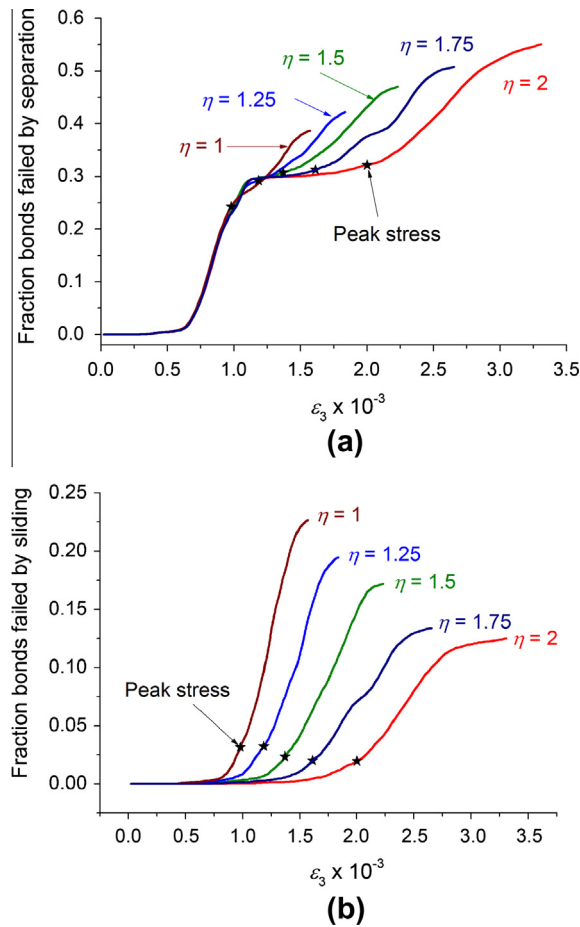 Fraction bonds failed by separation
0.6
0.5
0.4
0.3
0.2
0.1
0.0
η = 1.75
η = 1.5
η = 2
η = 1.25
η = 1
Peak stress
0.0 0.5 1.0 1.5 2.0 2.5 3.0 3.5
ε3 x 10⁻³
(a)
Fraction bonds failed by sliding
0.25
0.20
0.15
0.10
0.05
0.00
η = 1
η = 1.25
η = 1.5
η = 1.75
η = 2
Peak stress
0.0 0.5 1.0 1.5 2.0 2.5 3.0 3.5
ε3 x 10⁻³
(b)